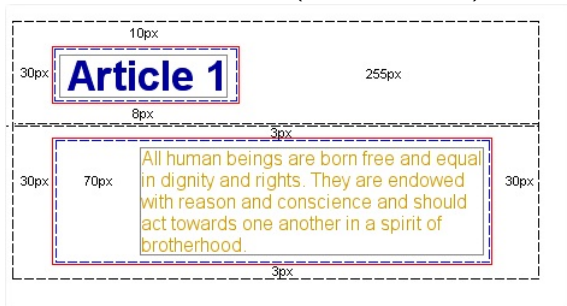 10px
30px
Article 1
255px
8px
3px
30px
70px
All human beings are born free and equal
in dignity and rights. They are endowed
with reason and conscience and should
act towards one another in a spirit of
brotherhood.
30px
3px